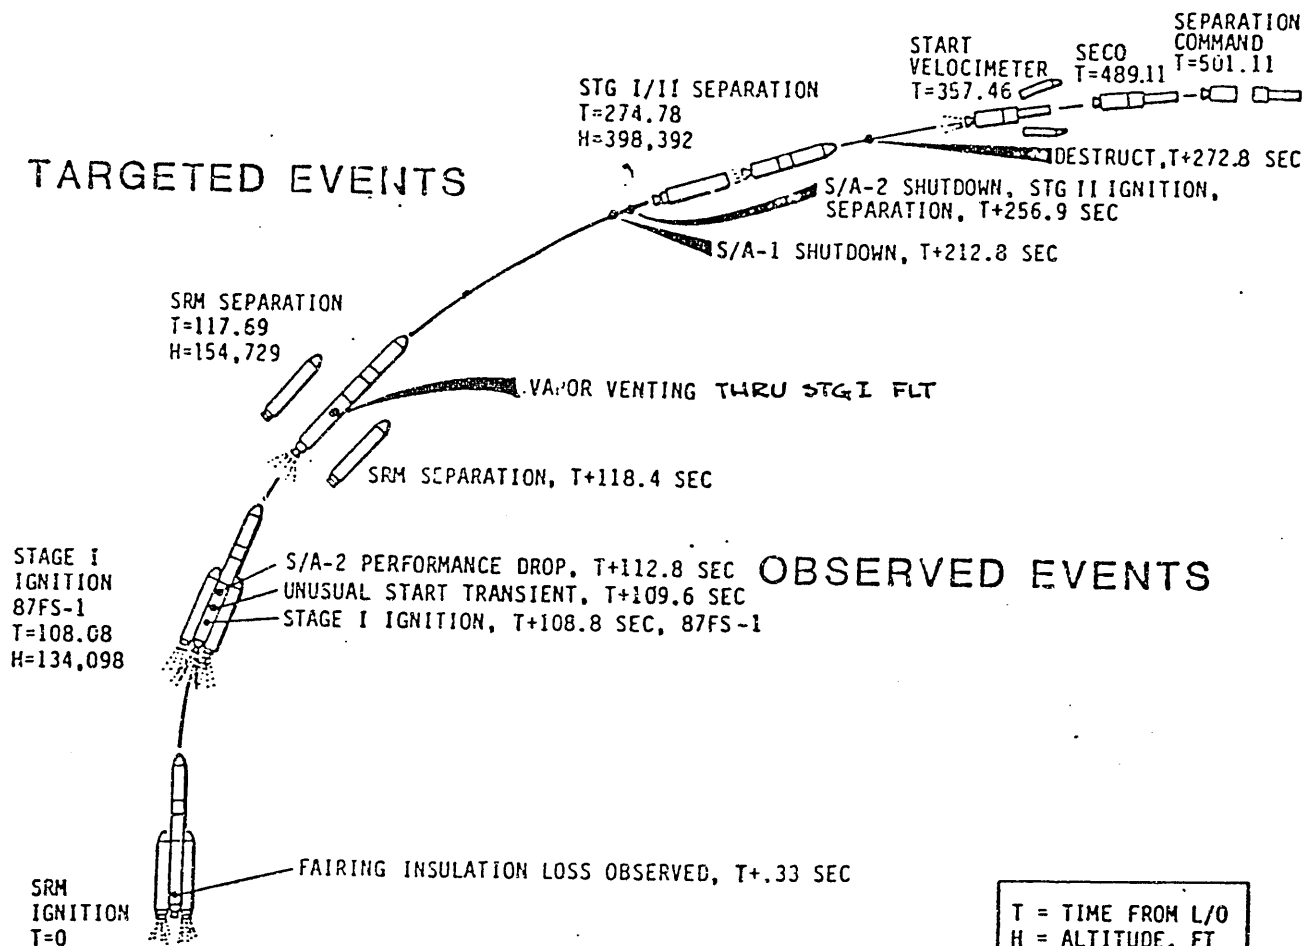 SEPARATION
COMMAND
T=501.11
START
VELOCIMETER
T=357.46
SECO
T=489.11
STG I/II SEPARATION
T=274.78
H=398,392
TARGETED EVENTS
DESTRUCT,T+272.8 SEC
S/A-2 SHUTDOWN, STG II IGNITION,
SEPARATION, T+256.9 SEC
S/A-1 SHUTDOWN, T+212.8 SEC
SRM SEPARATION
T=117.69
H=154,729
VAPOR VENTING THRU STG I FLT
SRM SEPARATION, T+118.4 SEC
STAGE I
IGNITION
87FS-1
T=108.08
H=134,098
S/A-2 PERFORMANCE DROP, T+112.8 SEC
UNUSUAL START TRANSIENT, T+109.6 SEC
STAGE I IGNITION, T+108.8 SEC, 87FS-1
OBSERVED EVENTS
FAIRING INSULATION LOSS OBSERVED, T+.33 SEC
SRM
IGNITION
T=0
T = TIME FROM L/O
H = ALTITUDE, FT